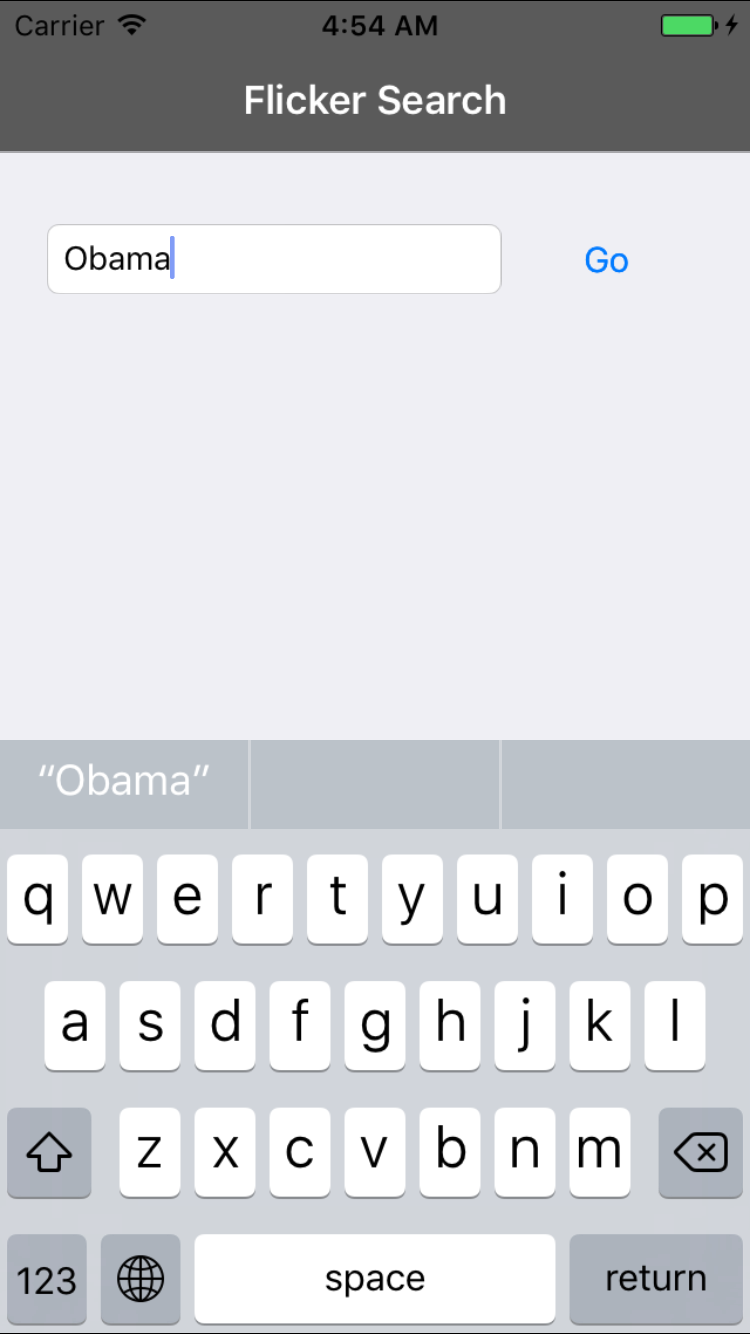 Carrier 4:54 AM
Flicker Search
Obama Go
“Obama”
q w e r t y u i o p
a s d f g h j k l
z x c v b n m
123 space return